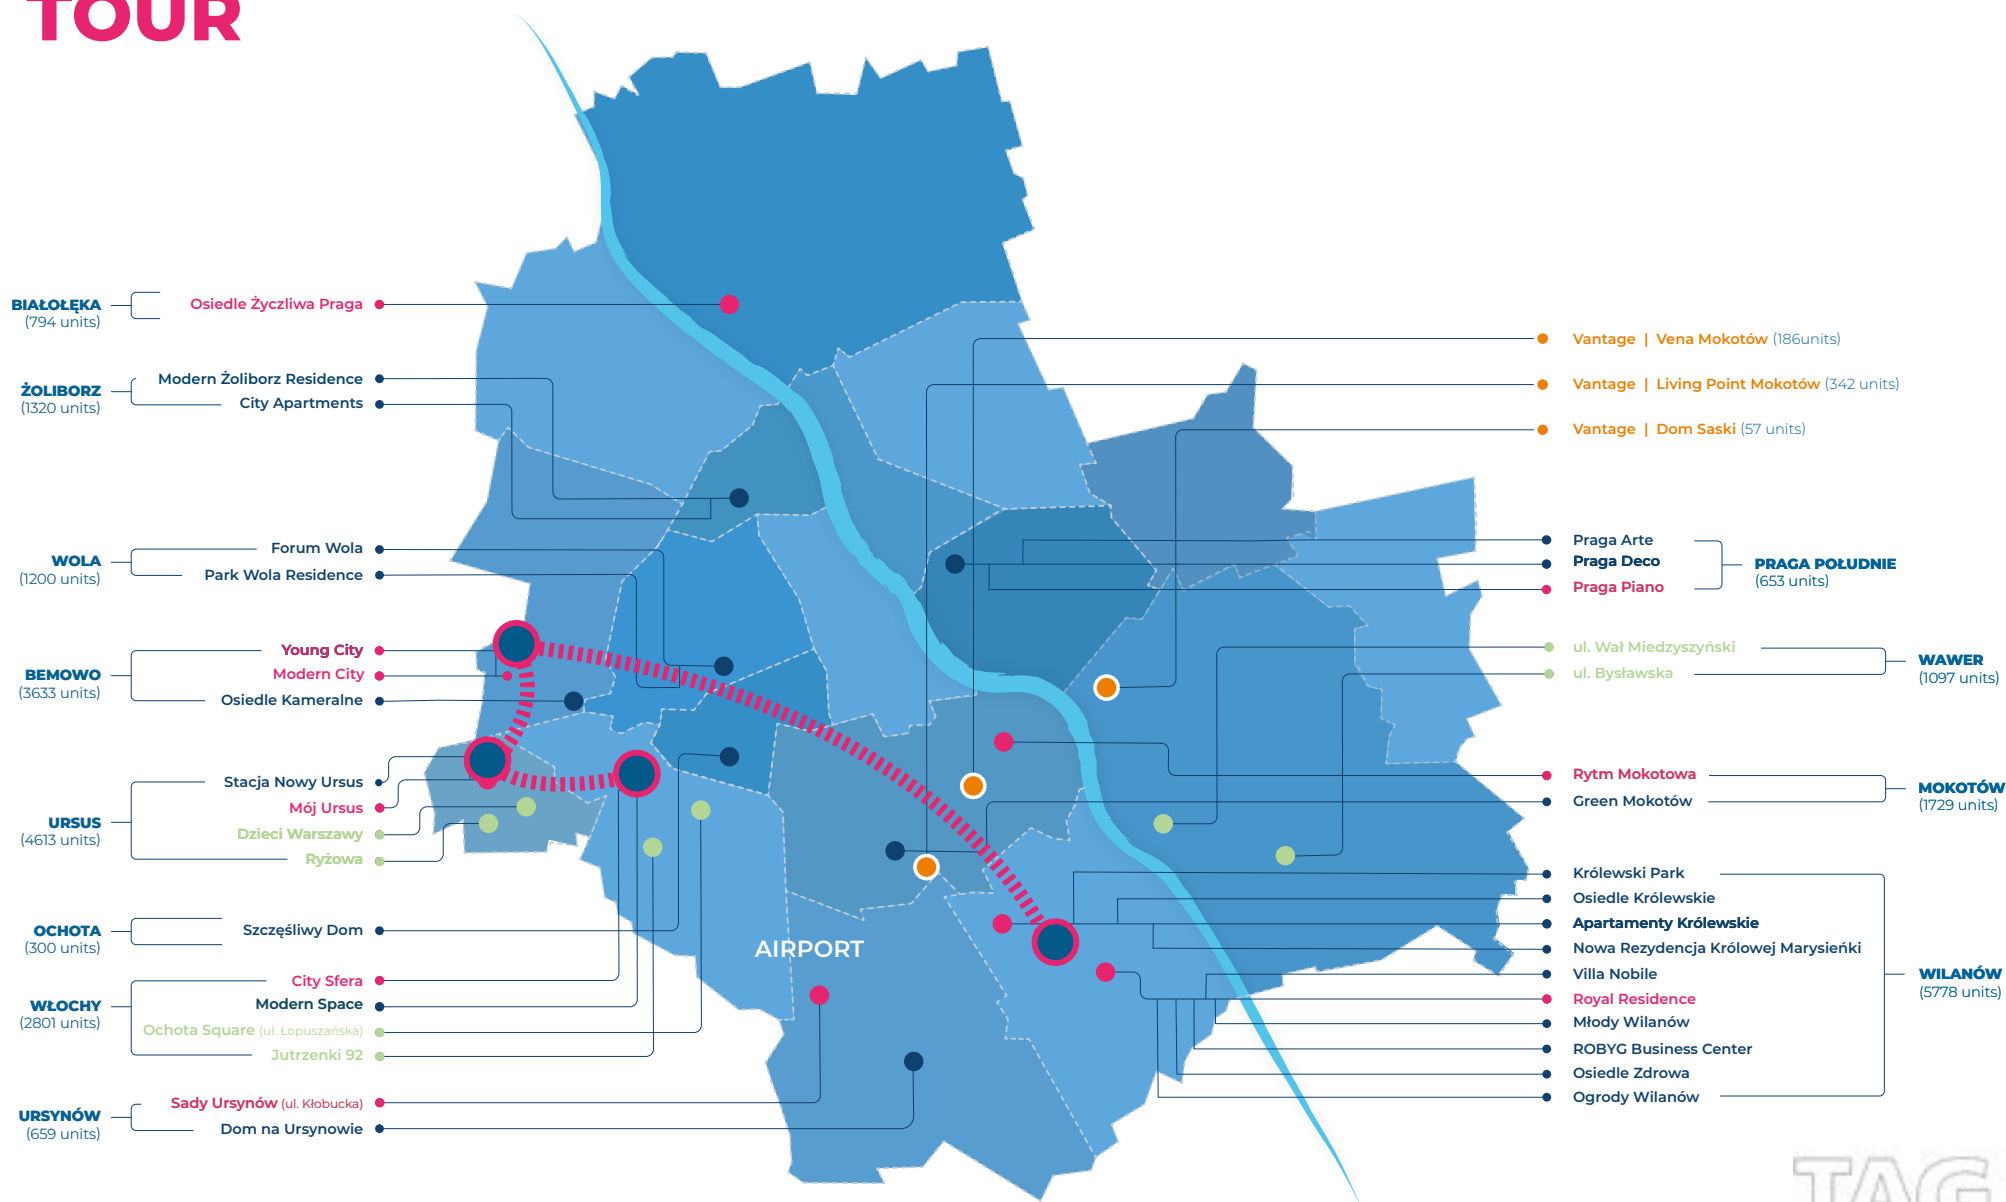 TOUR
BIAŁOŁĘKA
(794 units)
Osiedle Życzliwa Praga
ŻOLIBORZ
(1320 units)
Modern Żoliborz Residence
City Apartments
WOLA
(1200 units)
Forum Wola
Park Wola Residence
BEMOWO
(3633 units)
Young City
Modern City
Osiedle Kameralne
URSUS
(4613 units)
Stacja Nowy Ursus
Mój Ursus
Dzieci Warszawy
Ryżowa
OCHOTA
(300 units)
Szczęśliwy Dom
WŁOCHY
(2801 units)
City Sfera
Modern Space
Ochota Square (ul. Łopuszańska)
Jutrzenki 92
URSYNÓW
(659 units)
Sady Ursynów (ul. Kłobucka)
Dom na Ursynowie
AIRPORT
Vantage | Vena Mokotów (186units)
Vantage | Living Point Mokotów (342 units)
Vantage | Dom Saski (57 units)
Praga Arte
Praga Deco
Praga Piano
PRAGA POŁUDNIE
(653 units)
ul. Wał Miedzyszyński
ul. Bysławska
WAWER
(1097 units)
Rytm Mokotowa
Green Mokotów
MOKOTÓW
(1729 units)
Królewski Park
Osiedle Królewskie
Apartamenty Królewskie
Nowa Rezydencja Królowej Marysieńki
Villa Nobile
Royal Residence
Młody Wilanów
ROBYG Business Center
Osiedle Zdrowa
Ogrody Wilanów
WILANÓW
(5778 units)
TAG